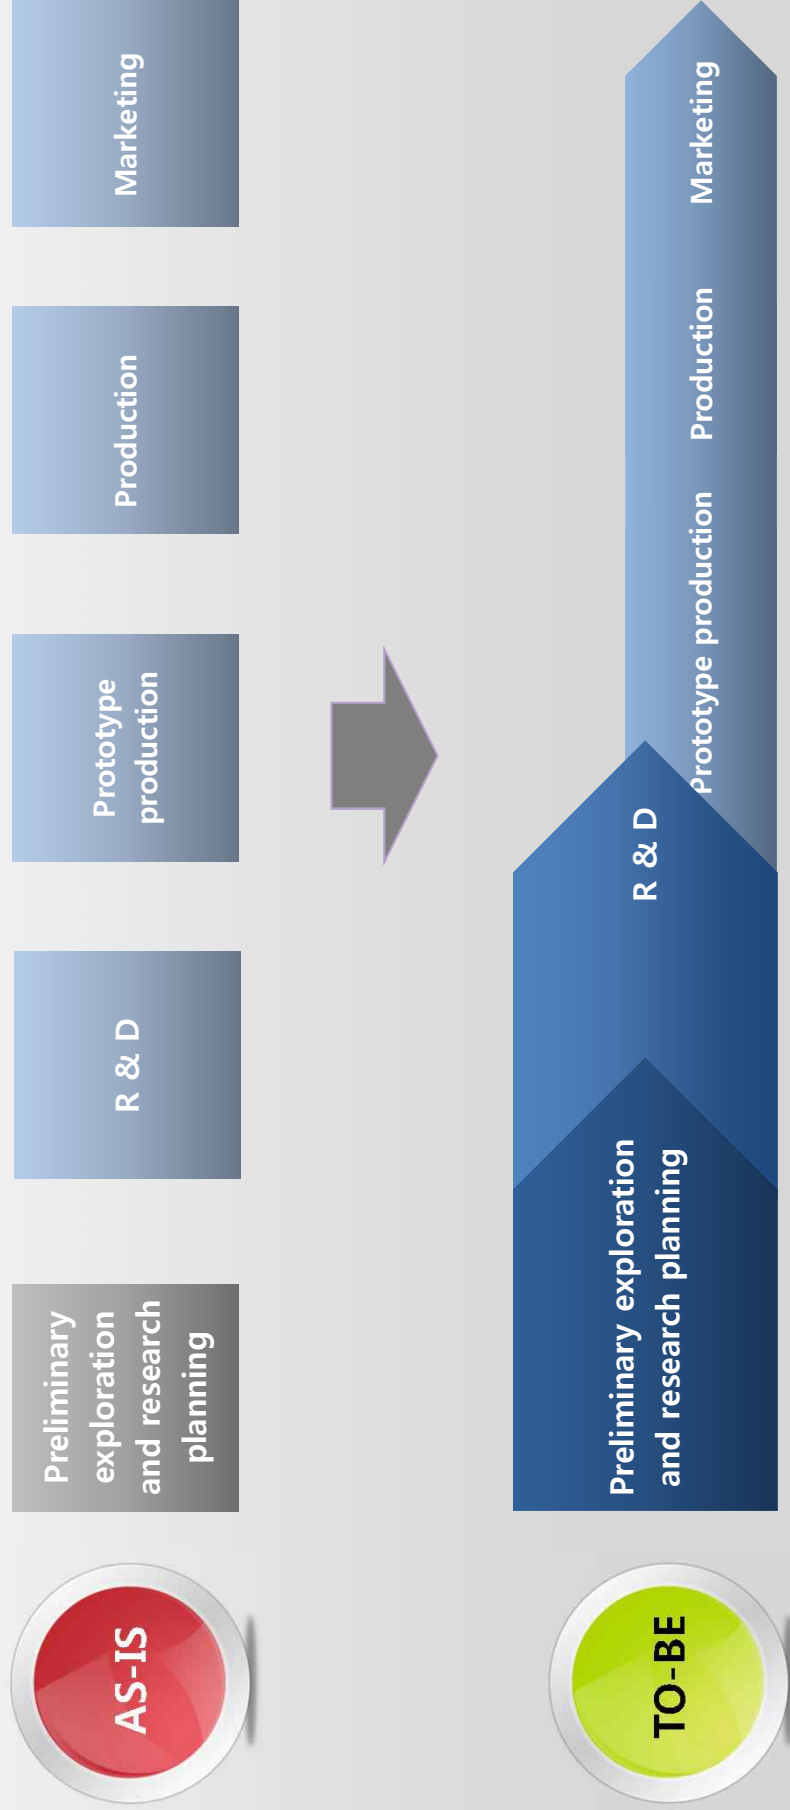 AS-IS
Preliminary
exploration
and research
planning
R & D
Prototype
production
Production
Marketing
TO-BE
Preliminary exploration
and research planning
R & D
Prototype production
Production
Marketing